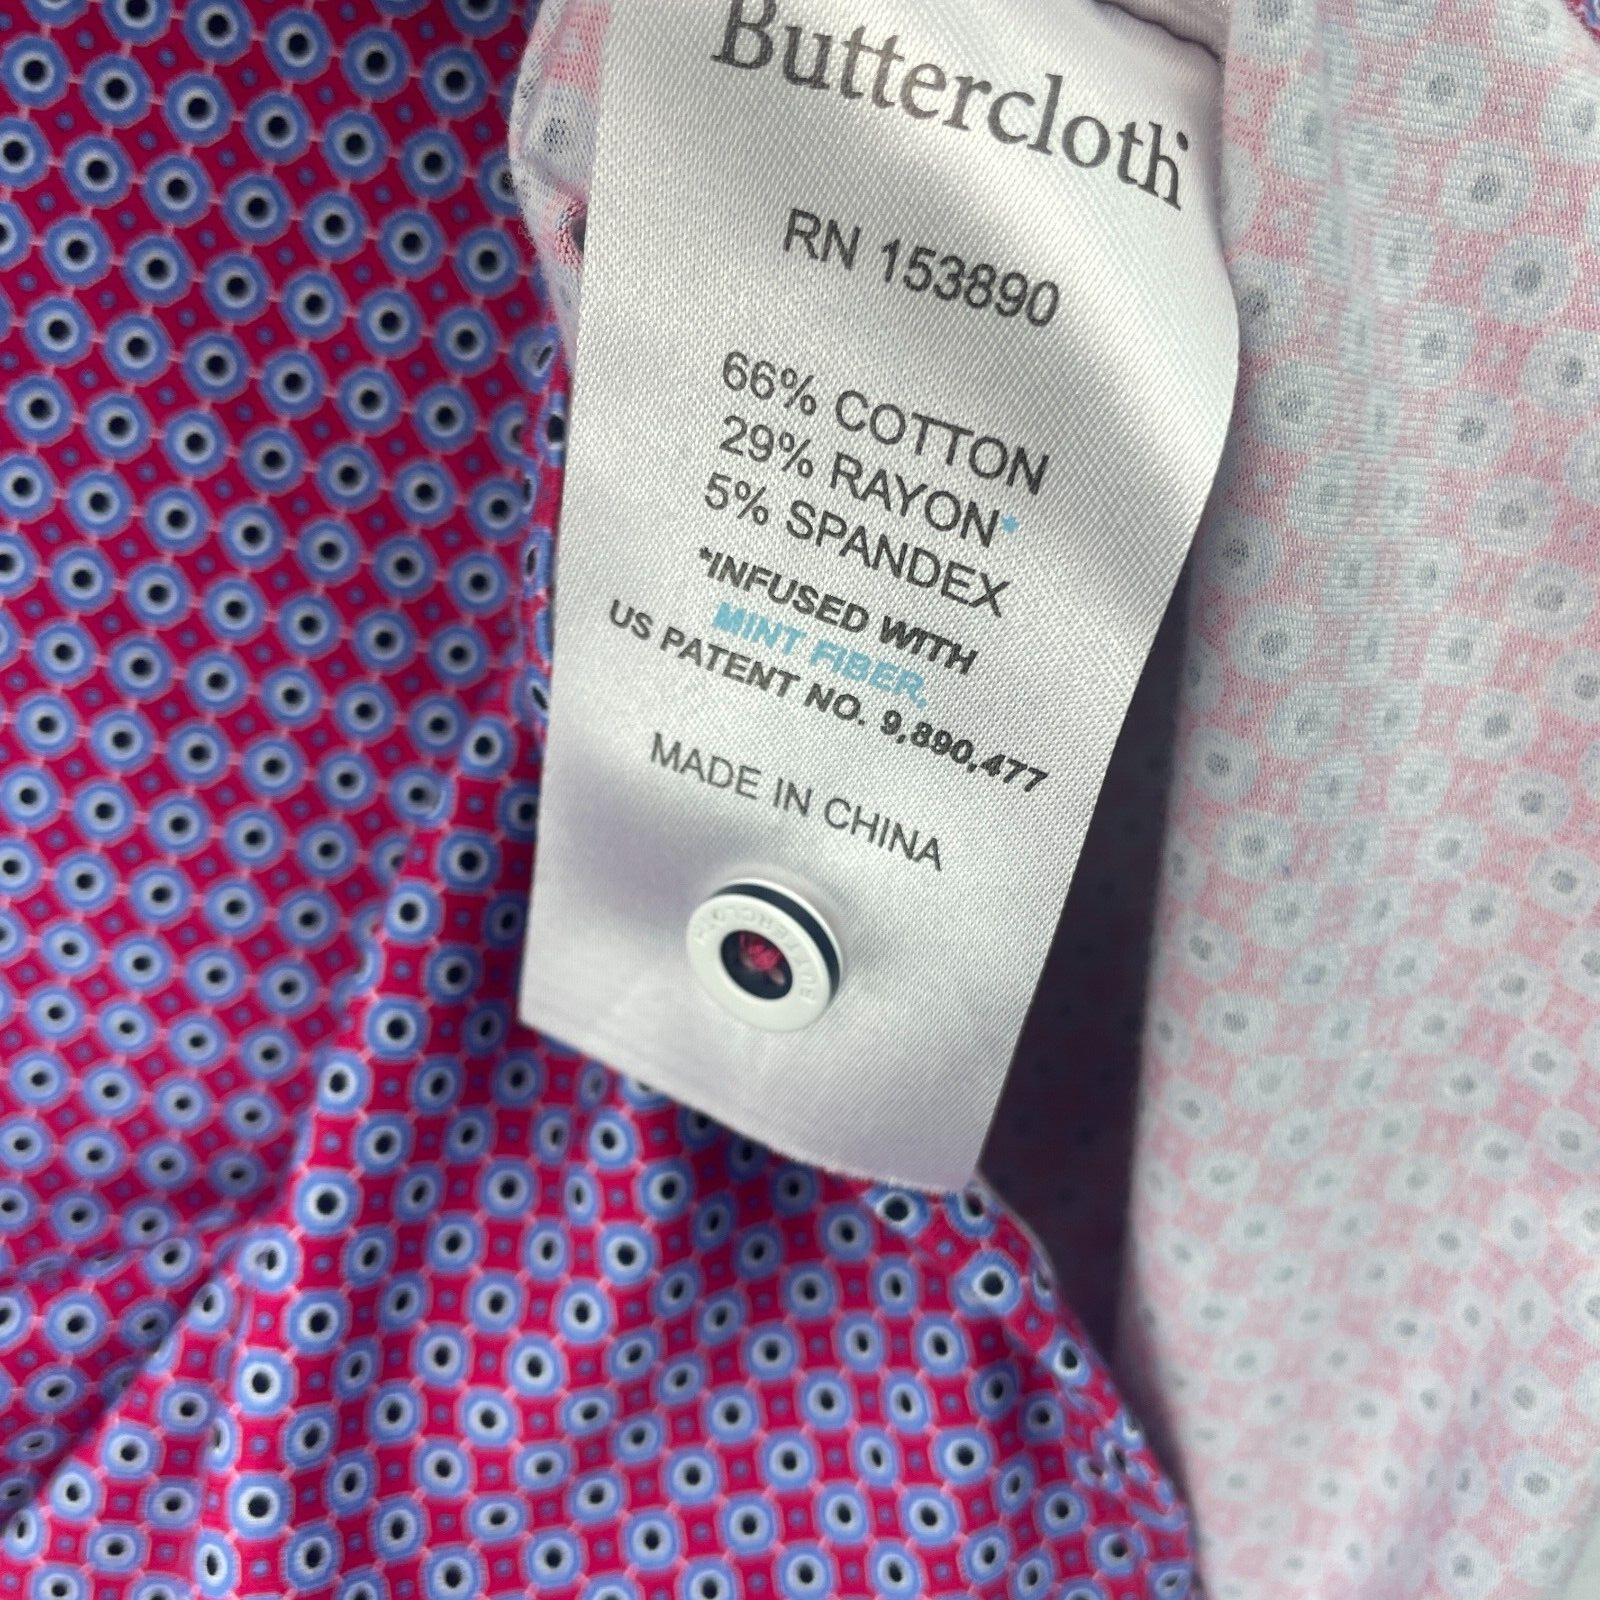 Buttercloth
RN 153890
66% COTTON
29% RAYON*
5% SPANDEX
*INFUSED WITH
MINT FIBER.
US PATENT NO. 9,890,477
MADE IN CHINA
BUTTERCLOTH